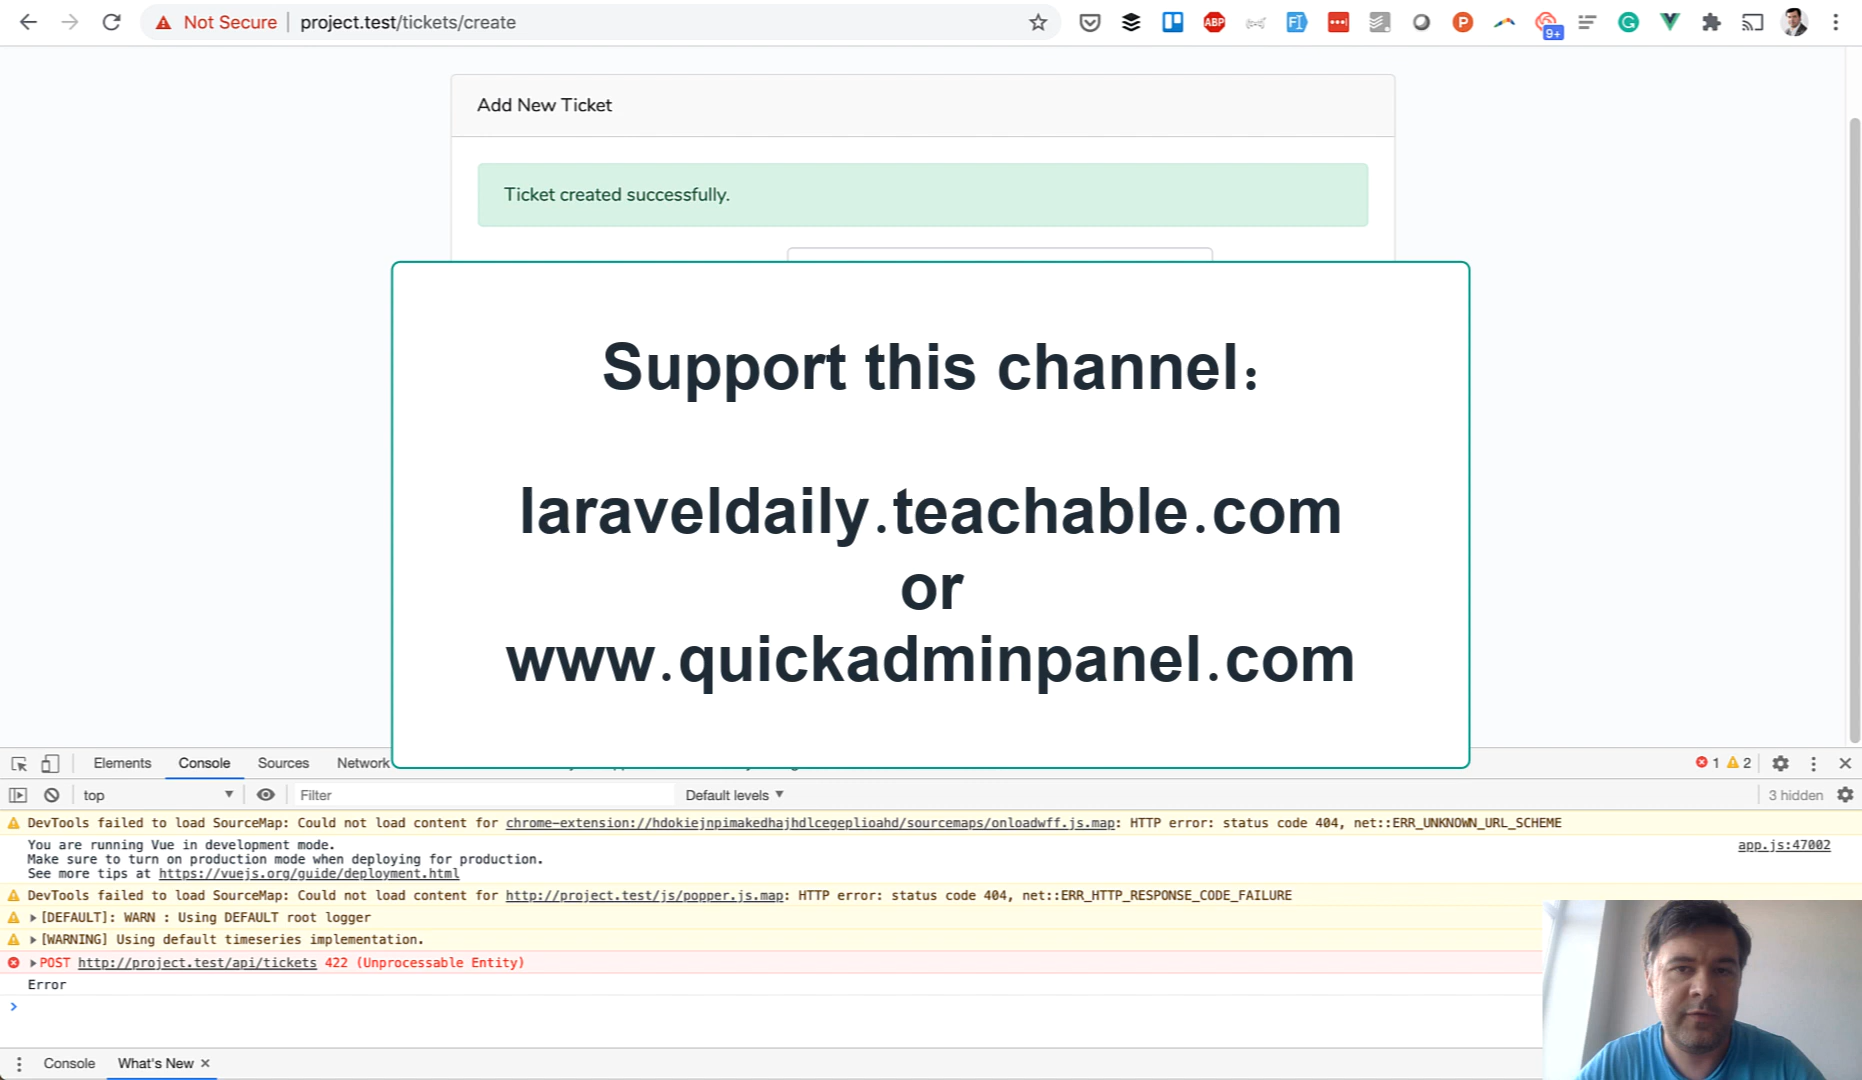 Not Secure
project.test/tickets/create
ABP
9+
Add New Ticket
Ticket created successfully.
Support this channel:
laraveldaily.teachable.com
or
www.quickadminpanel.com
Elements Console Sources Network
1 2
top Filter Default levels 3 hidden
DevTools failed to load SourceMap: Could not load content for chrome-extension://hdokiejnpimakedhajhdlcegeplioahd/sourcemaps/onloadwff.js.map: HTTP error: status code 404, net::ERR_UNKNOWN_URL_SCHEME
You are running Vue in development mode. app.js:47002
Make sure to turn on production mode when deploying for production.
See more tips at https://vuejs.org/guide/deployment.html
DevTools failed to load SourceMap: Could not load content for http://project.test/js/popper.js.map: HTTP error: status code 404, net::ERR_HTTP_RESPONSE_CODE_FAILURE
[DEFAULT]: WARN : Using DEFAULT root logger
[WARNING] Using default timeseries implementation.
POST http://project.test/api/tickets 422 (Unprocessable Entity)
Error
Console What's New